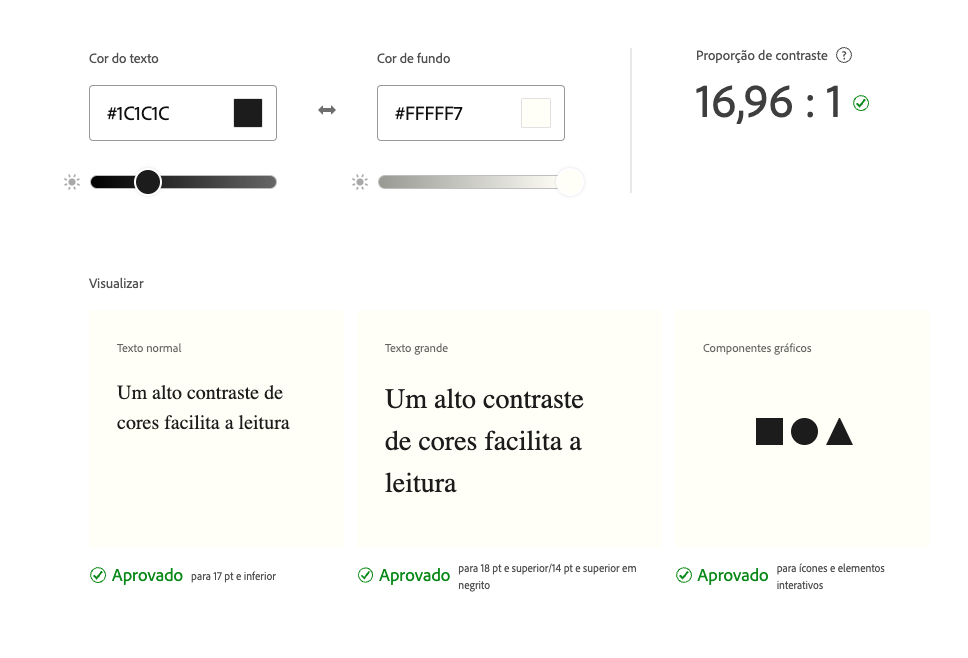 Cor do texto
Cor de fundo
Proporção de contraste ?
#1C1C1C
#FFFFF7
16,96 : 1
Visualizar
Texto normal
Um alto contraste de
cores facilita a leitura
Texto grande
Um alto contraste
de cores facilita a
leitura
Componentes gráficos
Aprovado para 17 pt e inferior
Aprovado para 18 pt e superior/14 pt e superior em
negrito
Aprovado para ícones e elementos
interativos